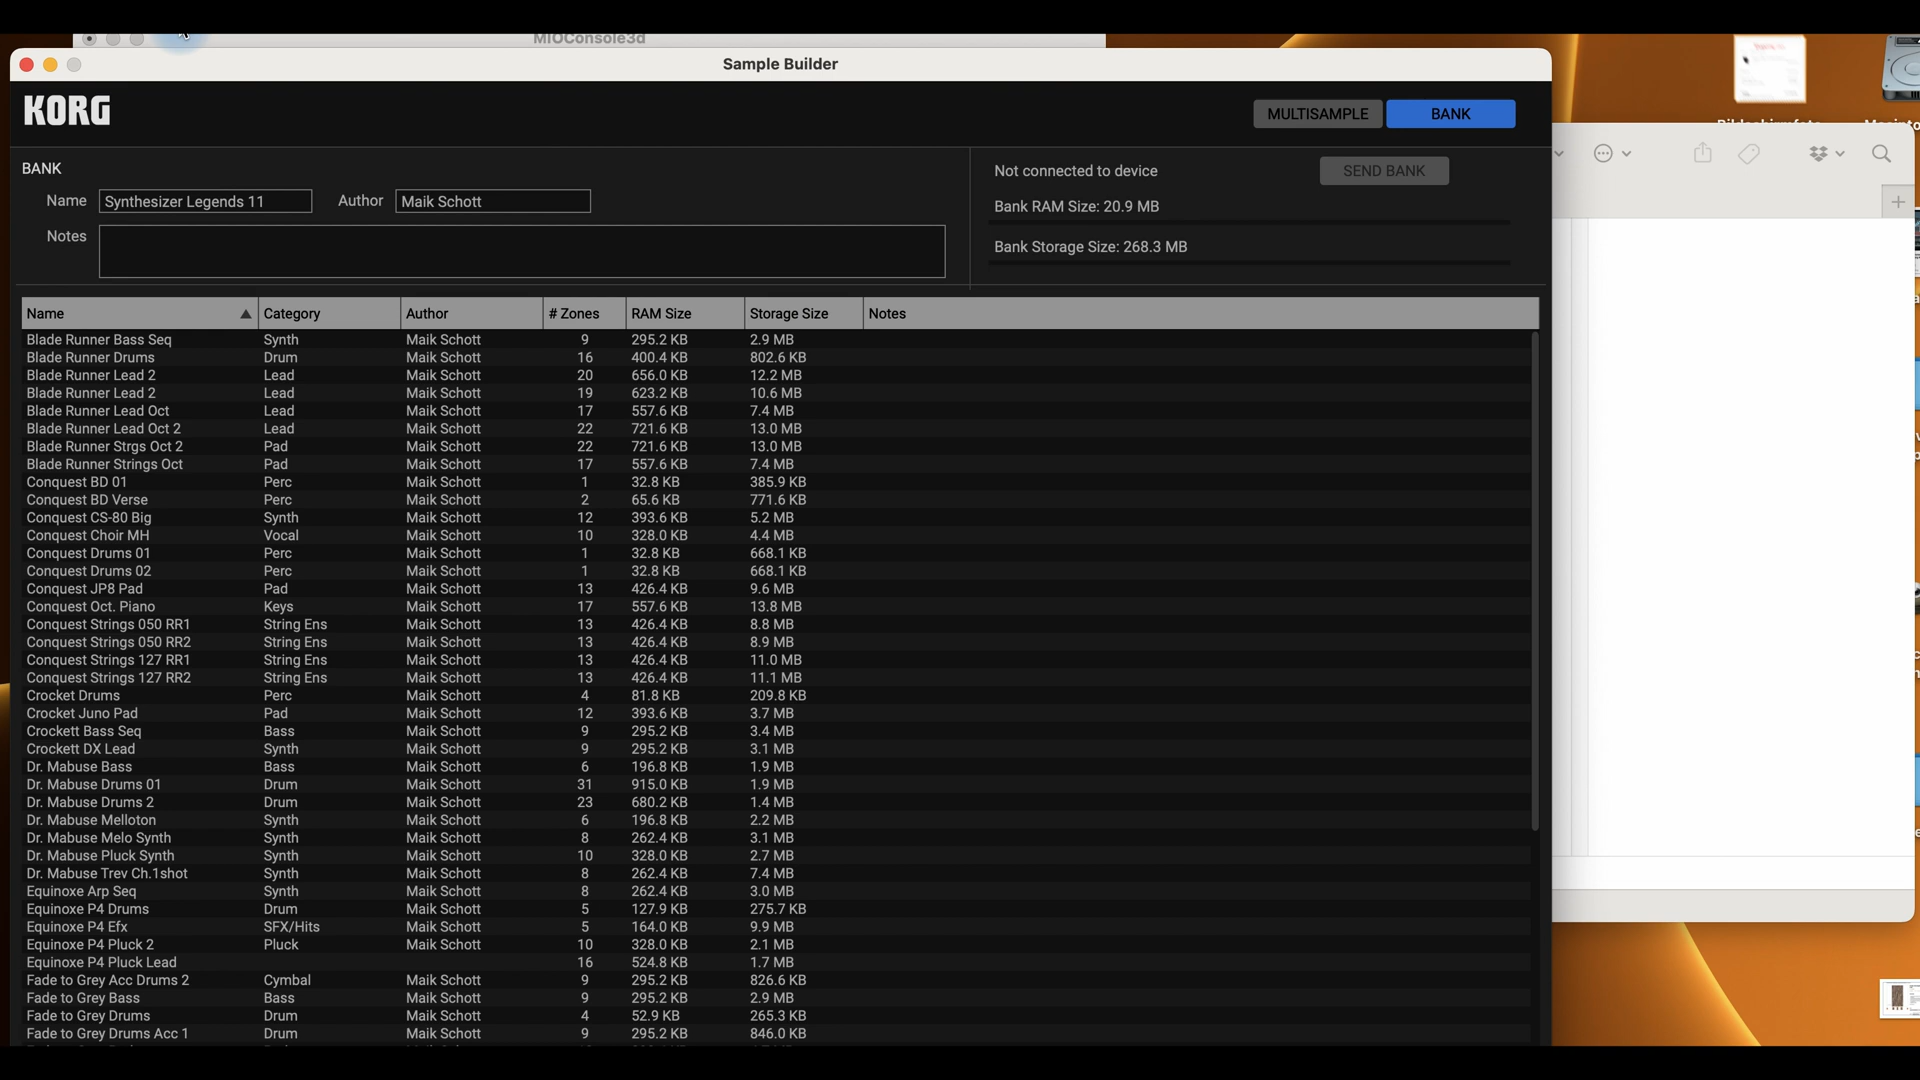 MIOConsole3d
Sample Builder
KORG
MULTISAMPLE BANK
BANK
Name Synthesizer Legends 11 Author Maik Schott
Notes
Not connected to device SEND BANK
Bank RAM Size: 20.9 MB
Bank Storage Size: 268.3 MB
Name Category Author # Zones RAM Size Storage Size Notes
Blade Runner Bass Seq Synth Maik Schott 9 295.2 KB 2.9 MB
Blade Runner Drums Drum Maik Schott 16 400.4 KB 802.6 KB
Blade Runner Lead 2 Lead Maik Schott 20 656.0 KB 12.2 MB
Blade Runner Lead 2 Lead Maik Schott 19 623.2 KB 10.6 MB
Blade Runner Lead Oct Lead Maik Schott 17 557.6 KB 7.4 MB
Blade Runner Lead Oct 2 Lead Maik Schott 22 721.6 KB 13.0 MB
Blade Runner Strgs Oct 2 Pad Maik Schott 22 721.6 KB 13.0 MB
Blade Runner Strings Oct Pad Maik Schott 17 557.6 KB 7.4 MB
Conquest BD 01 Perc Maik Schott 1 32.8 KB 385.9 KB
Conquest BD Verse Perc Maik Schott 2 65.6 KB 771.6 KB
Conquest CS-80 Big Synth Maik Schott 12 393.6 KB 5.2 MB
Conquest Choir MH Vocal Maik Schott 10 328.0 KB 4.4 MB
Conquest Drums 01 Perc Maik Schott 1 32.8 KB 668.1 KB
Conquest Drums 02 Perc Maik Schott 1 32.8 KB 668.1 KB
Conquest JP8 Pad Pad Maik Schott 13 426.4 KB 9.6 MB
Conquest Oct. Piano Keys Maik Schott 17 557.6 KB 13.8 MB
Conquest Strings 050 RR1 String Ens Maik Schott 13 426.4 KB 8.8 MB
Conquest Strings 050 RR2 String Ens Maik Schott 13 426.4 KB 8.9 MB
Conquest Strings 127 RR1 String Ens Maik Schott 13 426.4 KB 11.0 MB
Conquest Strings 127 RR2 String Ens Maik Schott 13 426.4 KB 11.1 MB
Crocket Drums Perc Maik Schott 4 81.8 KB 209.8 KB
Crocket Juno Pad Pad Maik Schott 12 393.6 KB 3.7 MB
Crockett Bass Seq Bass Maik Schott 9 295.2 KB 3.4 MB
Crockett DX Lead Synth Maik Schott 9 295.2 KB 3.1 MB
Dr. Mabuse Bass Bass Maik Schott 6 196.8 KB 1.9 MB
Dr. Mabuse Drums 01 Drum Maik Schott 31 915.0 KB 1.9 MB
Dr. Mabuse Drums 2 Drum Maik Schott 23 680.2 KB 1.4 MB
Dr. Mabuse Melloton Synth Maik Schott 6 196.8 KB 2.2 MB
Dr. Mabuse Melo Synth Synth Maik Schott 8 262.4 KB 3.1 MB
Dr. Mabuse Pluck Synth Synth Maik Schott 10 328.0 KB 2.7 MB
Dr. Mabuse Trev Ch.1shot Synth Maik Schott 8 262.4 KB 7.4 MB
Equinoxe Arp Seq Synth Maik Schott 8 262.4 KB 3.0 MB
Equinoxe P4 Drums Drum Maik Schott 5 127.9 KB 275.7 KB
Equinoxe P4 Efx SFX/Hits Maik Schott 5 164.0 KB 9.9 MB
Equinoxe P4 Pluck 2 Pluck Maik Schott 10 328.0 KB 2.1 MB
Equinoxe P4 Pluck Lead 16 524.8 KB 1.7 MB
Fade to Grey Acc Drums 2 Cymbal Maik Schott 9 295.2 KB 826.6 KB
Fade to Grey Bass Bass Maik Schott 9 295.2 KB 2.9 MB
Fade to Grey Drums Drum Maik Schott 4 52.9 KB 265.3 KB
Fade to Grey Drums Acc 1 Drum Maik Schott 9 295.2 KB 846.0 KB